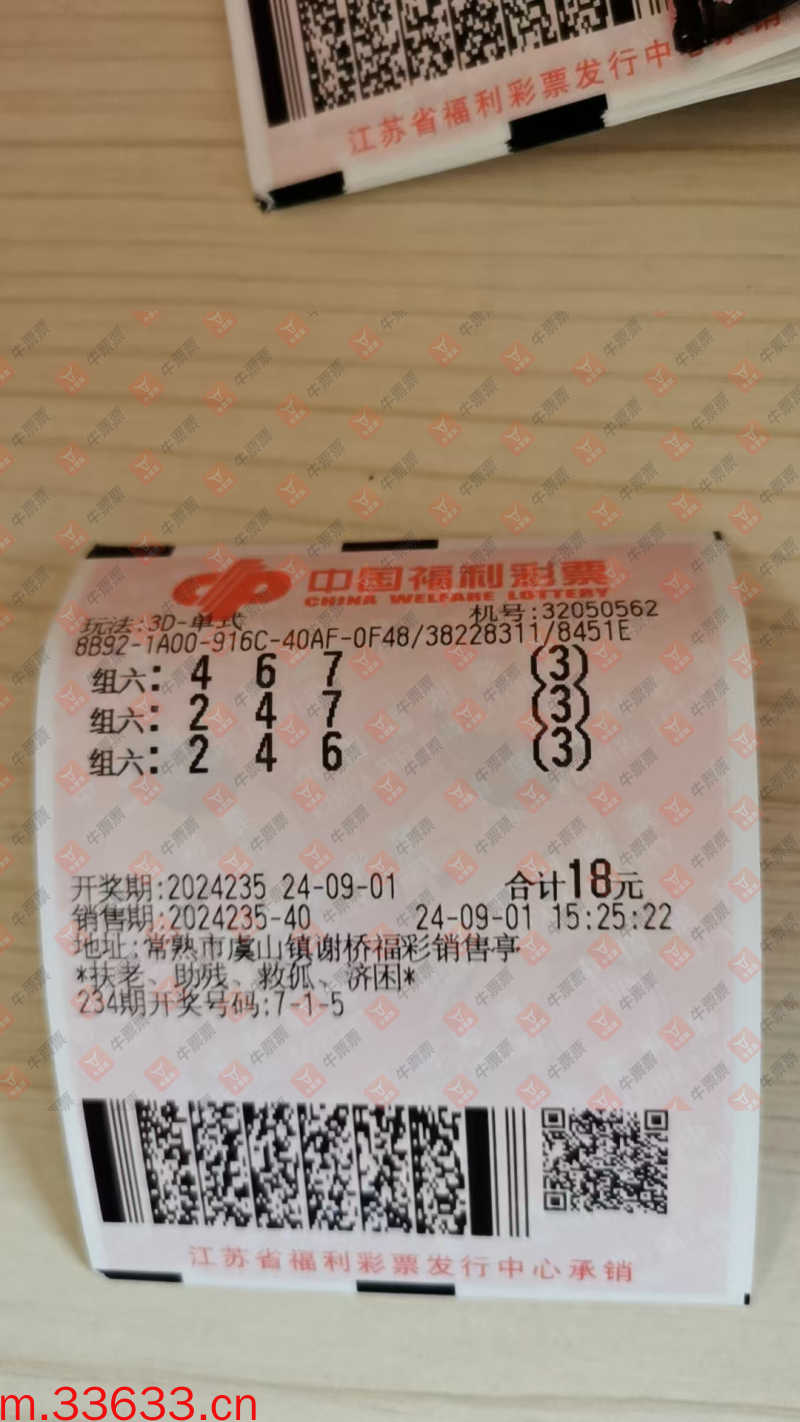 江苏省福利彩票发行中心承销
中国福利彩票
CHINA WELFARE LOTTERY
玩法:3D-单式 机号:32050562
8B92-1A00-916C-40AF-0F48/38228311/8451E
组六: 4 6 7 (3)
组六: 2 4 7 (3)
组六: 2 4 6 (3)
开奖期:2024235 24-09-01 合计18元
销售期:2024235-40 24-09-01 15:25:22
地址:常熟市虞山镇谢桥福彩销售亭
*扶老、助残、救孤、济困*
234期开奖号码:7-1-5
江苏省福利彩票发行中心承销
牛票票
m.33633.cn